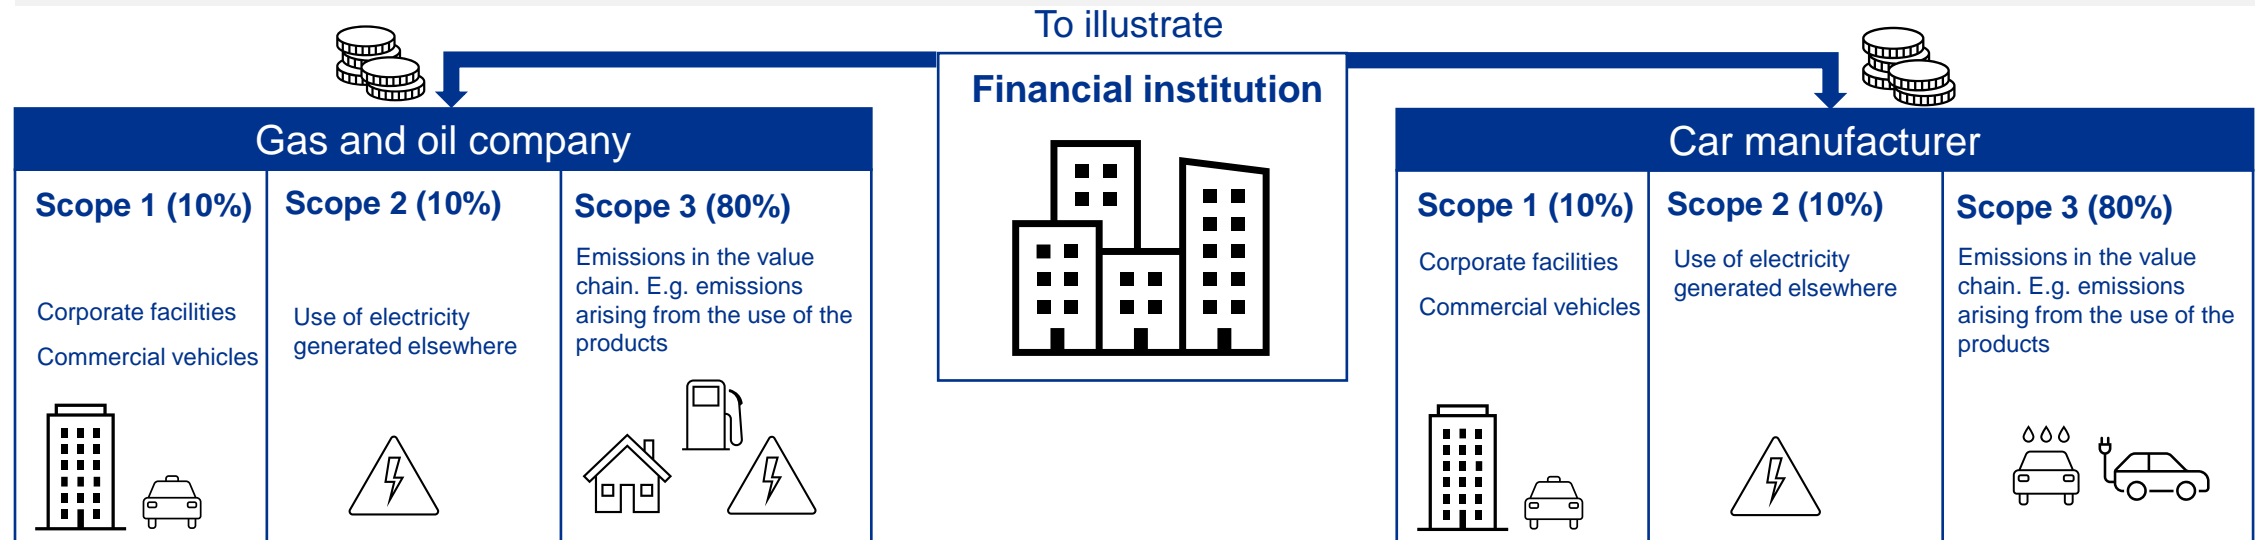 To illustrate
Financial institution
Gas and oil company
Scope 1 (10%)
Corporate facilities
Commercial vehicles
Scope 2 (10%)
Use of electricity
generated elsewhere
Scope 3 (80%)
Emissions in the value
chain. E.g. emissions
arising from the use of the
products
Car manufacturer
Scope 1 (10%)
Corporate facilities
Commercial vehicles
Scope 2 (10%)
Use of electricity
generated elsewhere
Scope 3 (80%)
Emissions in the value
chain. E.g. emissions
arising from the use of the
products